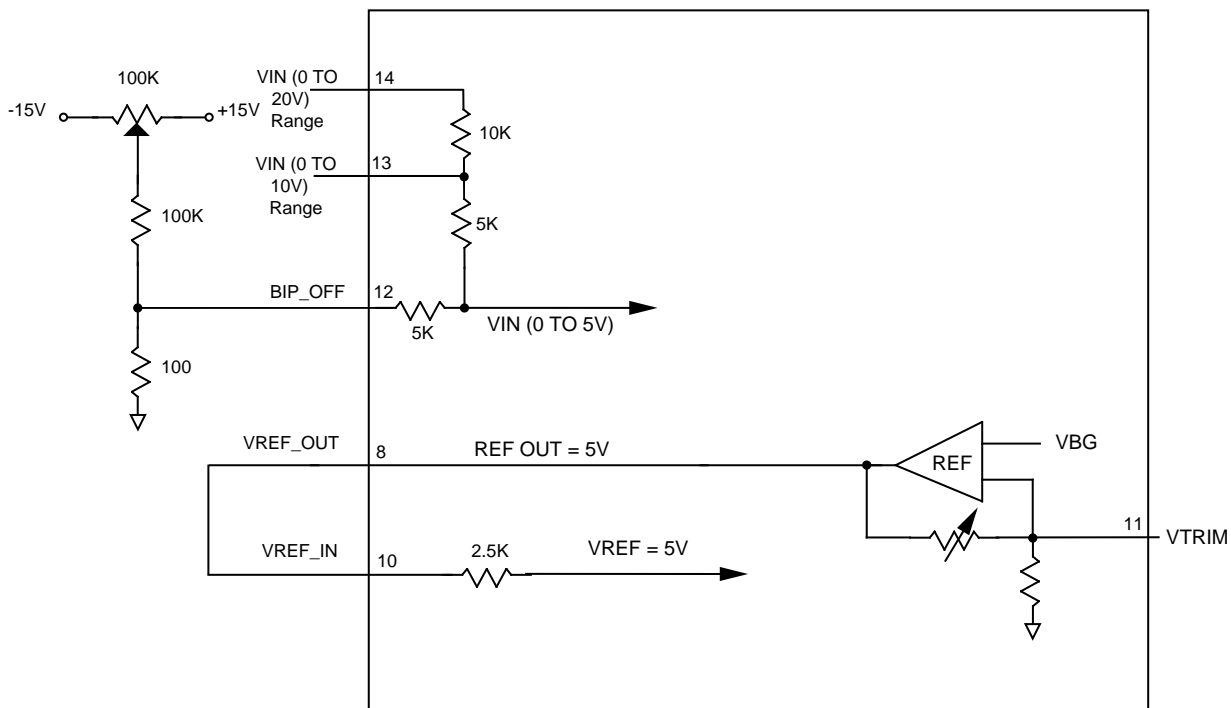 100K
-15V
+15V
VIN (0 TO
20V)
Range
14
10K
VIN (0 TO
10V)
Range
13
100K
5K
BIP_OFF
12
5K
VIN (0 TO 5V)
100
VREF_OUT
8
REF OUT = 5V
REF
VBG
11
VTRIM
VREF_IN
10
2.5K
VREF = 5V